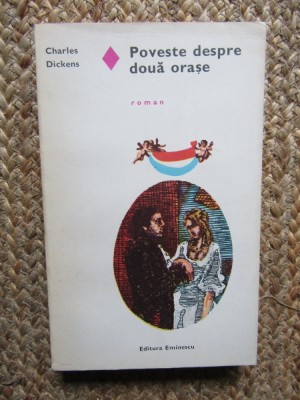 Charles
Dickens
Poveste despre
două orașe
roman
Editura Eminescu